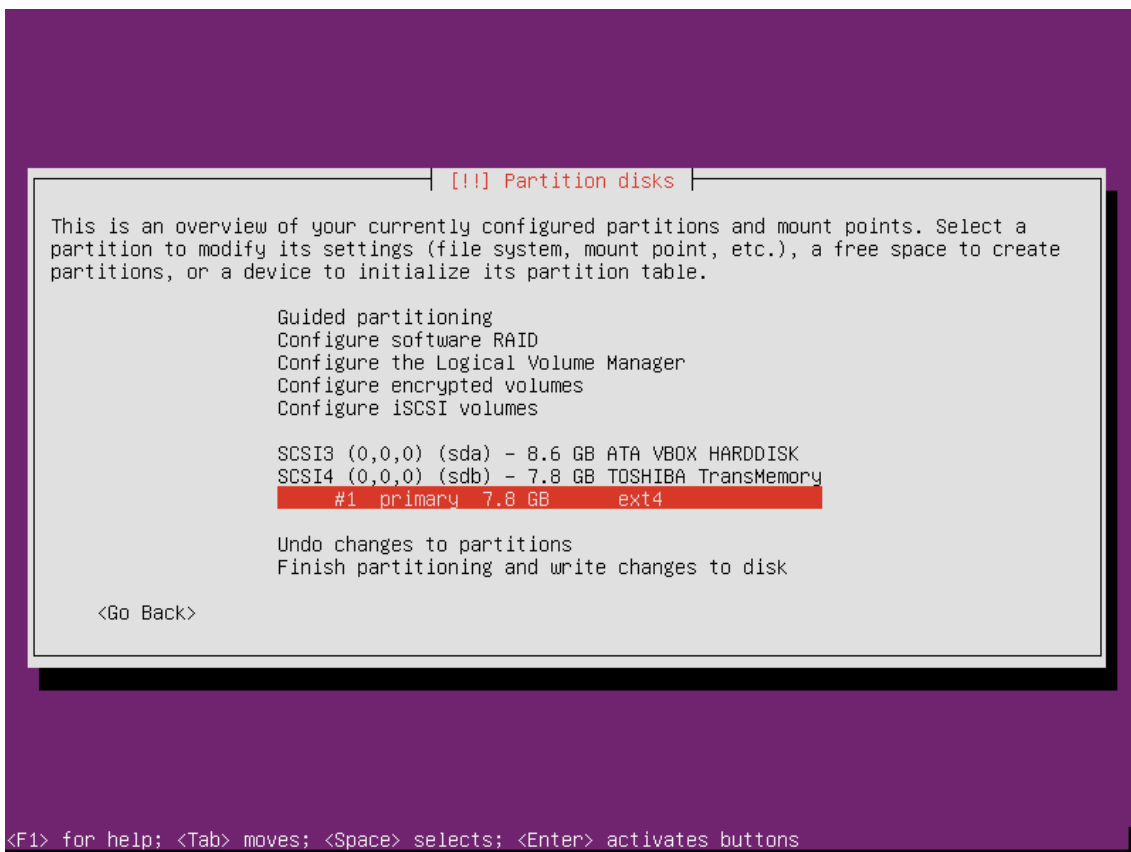 [!!] Partition disks
This is an overview of your currently configured partitions and mount points. Select a
partition to modify its settings (file system, mount point, etc.), a free space to create
partitions, or a device to initialize its partition table.
Guided partitioning
Configure software RAID
Configure the Logical Volume Manager
Configure encrypted volumes
Configure iSCSI volumes
SCSI3 (0,0,0) (sda) – 8.6 GB ATA VBOX HARDDISK
SCSI4 (0,0,0) (sdb) – 7.8 GB TOSHIBA TransMemory
#1 primary 7.8 GB ext4
Undo changes to partitions
Finish partitioning and write changes to disk
<Go Back>
<F1> for help; <Tab> moves; <Space> selects; <Enter> activates buttons